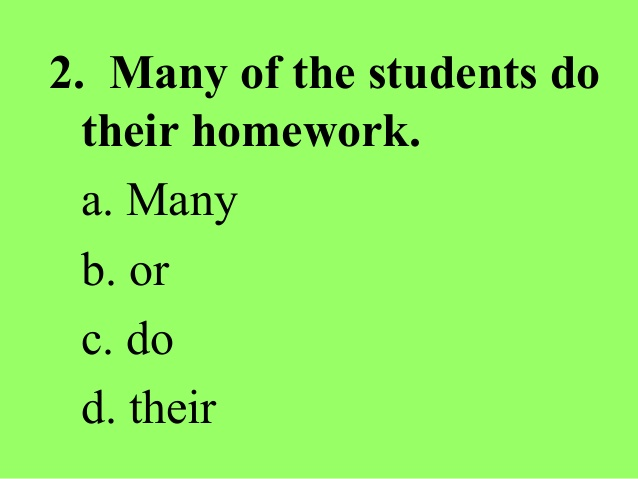 2. Many of the students do
their homework.
a. Many
b. or
c. do
d. their